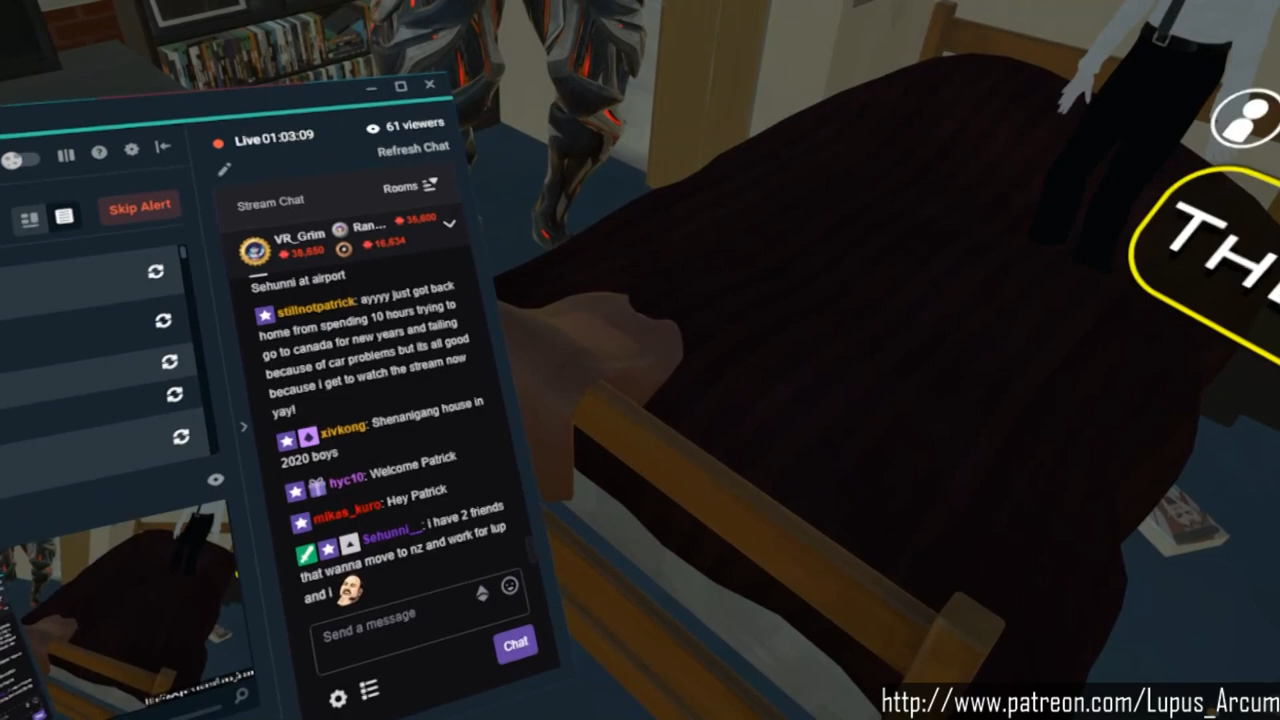 Live 01:03:09
61 viewers
Refresh Chat
Skip Alert
Stream Chat
Rooms
VR_Grim
Ran...
38,600
38,650
16,634
Sehunni at airport
stillnotpatrick: ayyyy just got back
home from spending 10 hours trying to
go to canada for new years and failing
because of car problems but its all good
because i get to watch the stream now
yay!
xivkong: Shenanigang house in
2020 boys
hyc10: Welcome Patrick
mikas_kuro: Hey Patrick
Sehunni__: i have 2 friends
that wanna move to nz and work for lup
and i
Send a message
Chat
THE
http://www.patreon.com/Lupus_Arcum